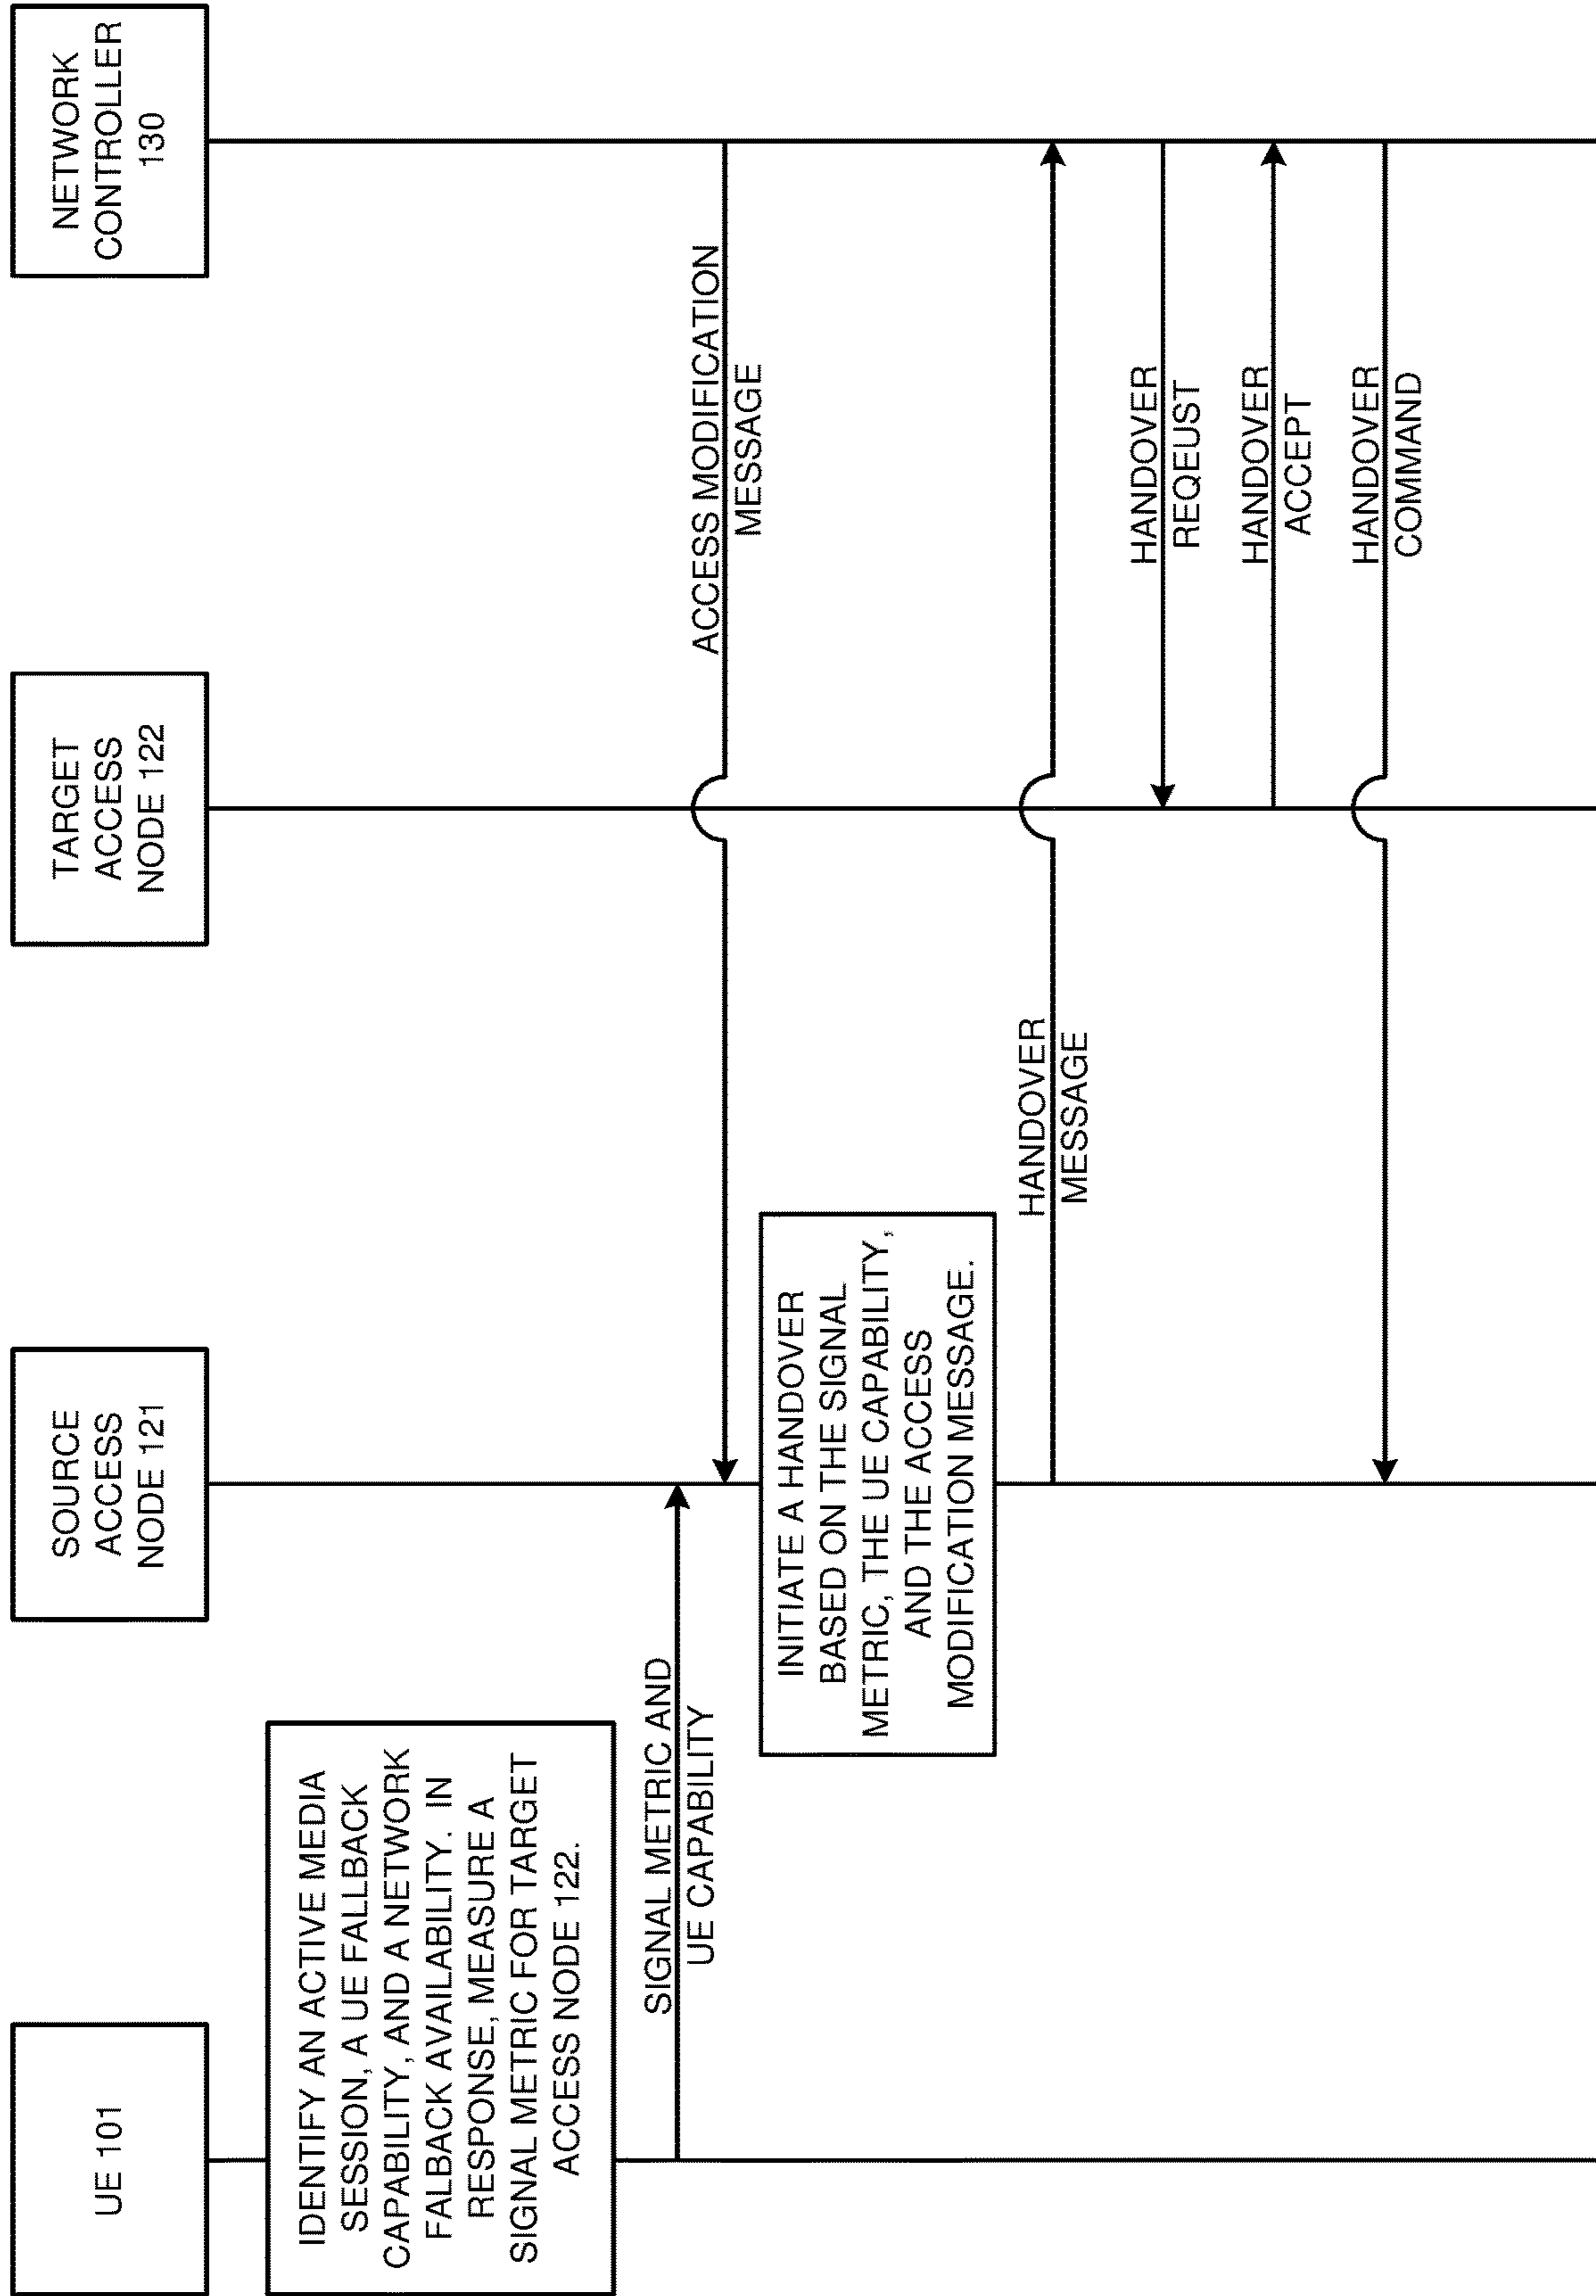 UE 101
SOURCE
ACCESS
NODE 121
TARGET
ACCESS
NODE 122
NETWORK
CONTROLLER
130
IDENTIFY AN ACTIVE MEDIA
SESSION, A UE FALLBACK
CAPABILITY, AND A NETWORK
FALBACK AVAILABILITY. IN
RESPONSE, MEASURE A
SIGNAL METRIC FOR TARGET
ACCESS NODE 122.
SIGNAL METRIC AND
UE CAPABILITY
ACCESS MODIFICATION
MESSAGE
INITIATE A HANDOVER
BASED ON THE SIGNAL
METRIC, THE UE CAPABILITY,
AND THE ACCESS
MODIFICATION MESSAGE.
HANDOVER
MESSAGE
HANDOVER
REQEUST
HANDOVER
ACCEPT
HANDOVER
COMMAND